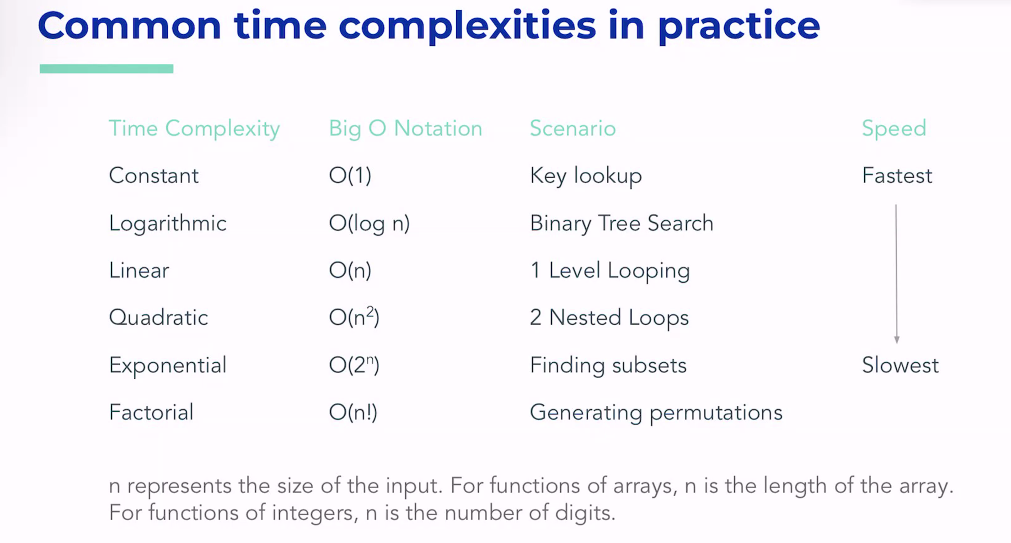 Common time complexities in practice
Time Complexity Big O Notation Scenario Speed
Constant O(1) Key lookup Fastest
Logarithmic O(log n) Binary Tree Search
Linear O(n) 1 Level Looping
Quadratic O(n²) 2 Nested Loops
Exponential O(2ⁿ) Finding subsets Slowest
Factorial O(n!) Generating permutations
n represents the size of the input. For functions of arrays, n is the length of the array.
For functions of integers, n is the number of digits.